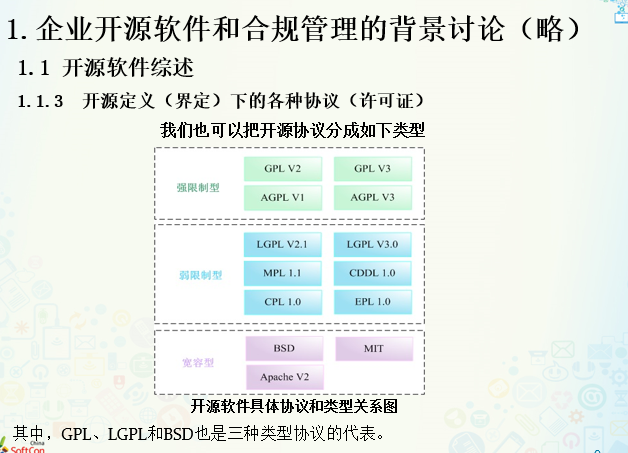 1. 企业开源软件和合规管理的背景讨论（略）
1.1 开源软件综述
1.1.3 开源定义（界定）下的各种协议（许可证）
我们也可以把开源协议分成如下类型
强限制型
GPL V2 GPL V3
AGPL V1 AGPL V3
弱限制型
LGPL V2.1 LGPL V3.0
MPL 1.1 CDDL 1.0
CPL 1.0 EPL 1.0
宽容型
BSD MIT
Apache V2
开源软件具体协议和类型关系图
其中，GPL、LGPL和BSD也是三种类型协议的代表。
China
SoftCon